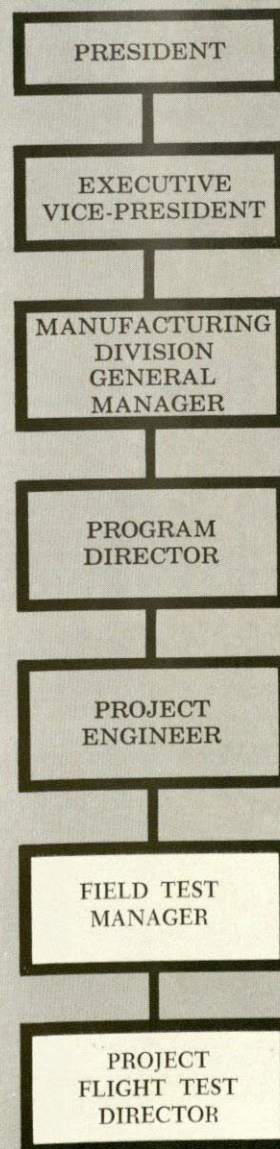 PRESIDENT
EXECUTIVE
VICE-PRESIDENT
MANUFACTURING
DIVISION
GENERAL
MANAGER
PROGRAM
DIRECTOR
PROJECT
ENGINEER
FIELD TEST
MANAGER
PROJECT
FLIGHT TEST
DIRECTOR